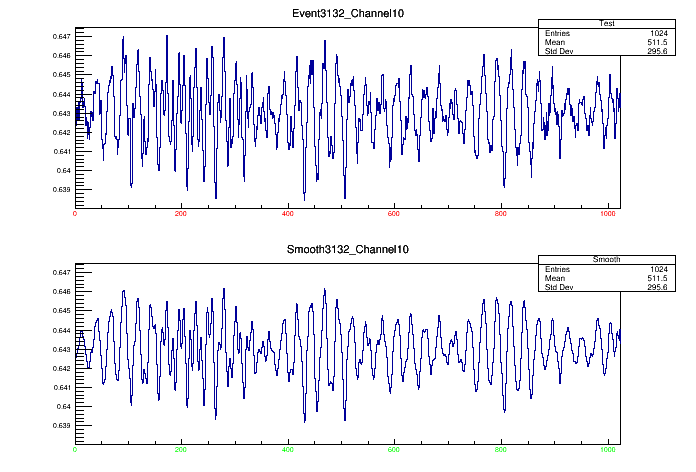 Event3132_Channel10
Test
Entries 1024
Mean 511.5
Std Dev 295.6
0.647
0.646
0.645
0.644
0.643
0.642
0.641
0.64
0.639
0 200 400 600 800 1000
Smooth3132_Channel10
Smooth
Entries 1024
Mean 511.5
Std Dev 295.6
0.647
0.646
0.645
0.644
0.643
0.642
0.641
0.64
0.639
0 200 400 600 800 1000